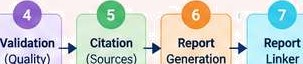 4
Validation
(Quality)
5
Citation
(Sources)
6
Report
Generation
7
Report
Linker